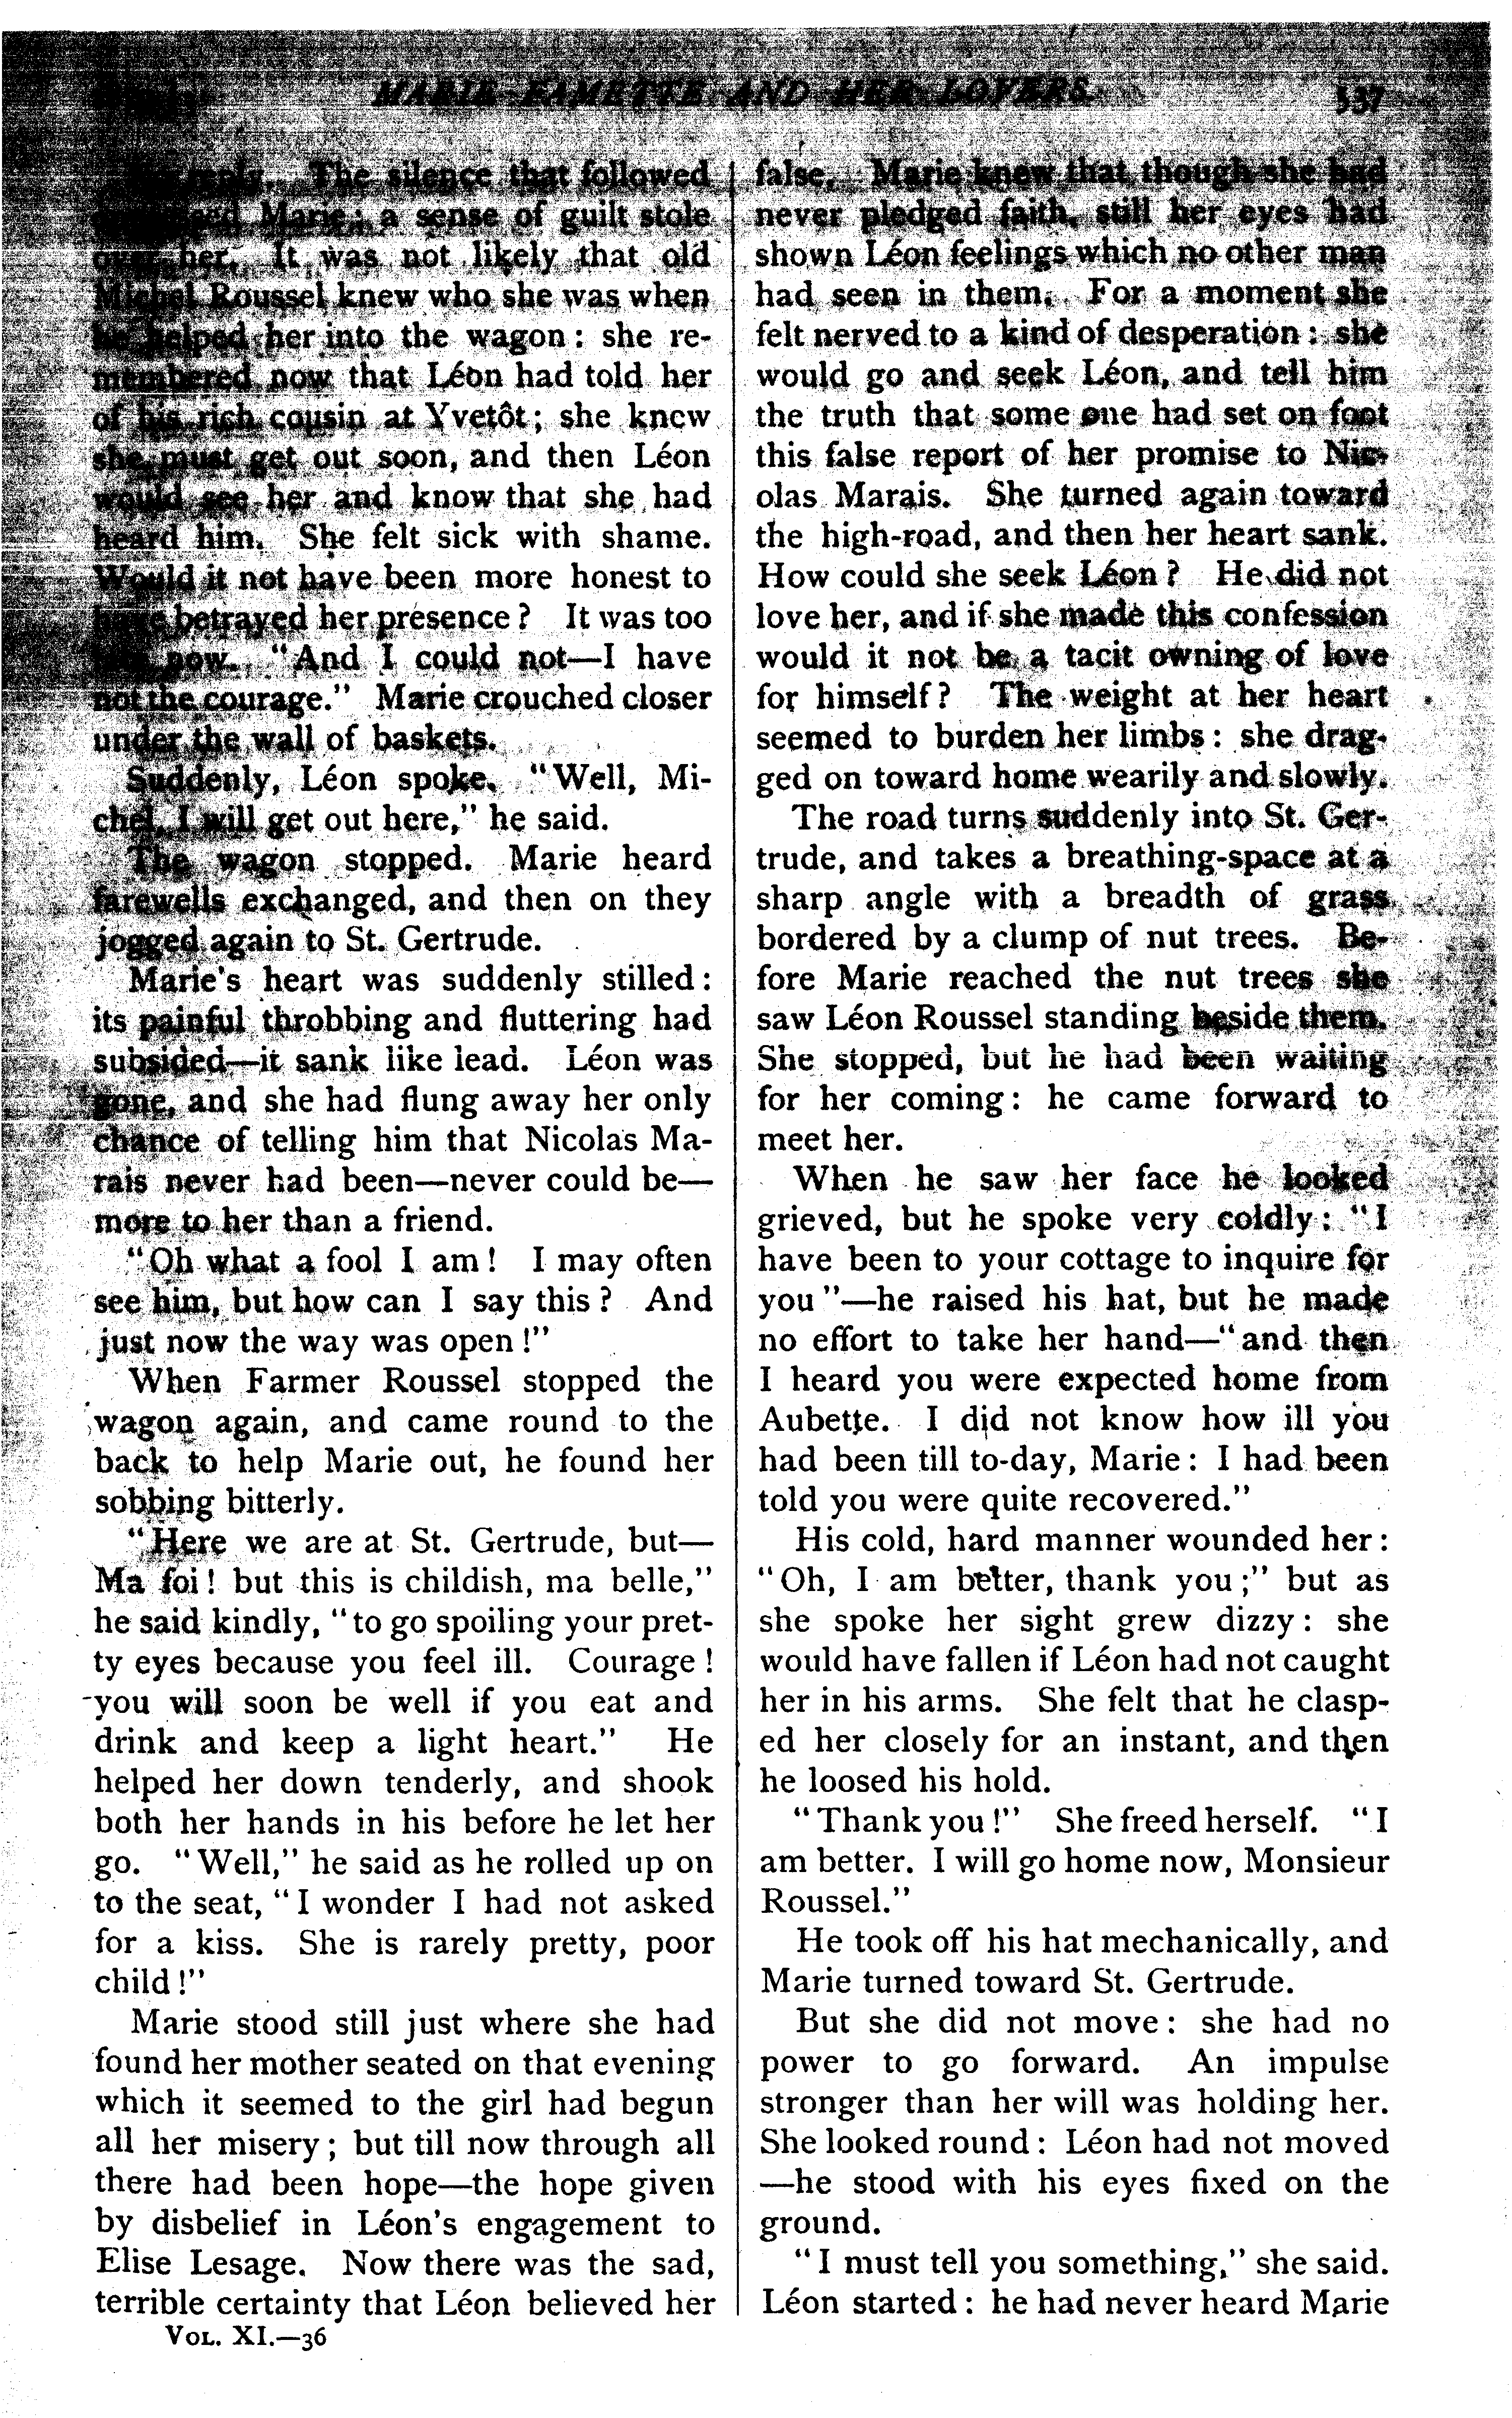 MARIE FAMETTE AND HER LOVERS. 537
reply. The silence that followed
Marie: a sense of guilt stole
over her. It was not likely that old
Michel Roussel knew who she was when
he helped her into the wagon: she re-
membered now that Léon had told her
of his rich cousin at Yvetôt; she knew
she must get out soon, and then Léon
would see her and know that she had
heard him. She felt sick with shame.
Would it not have been more honest to
have betrayed her presence? It was too
late now. "And I could not—I have
not the courage." Marie crouched closer
under the wall of baskets.
Suddenly, Léon spoke. "Well, Mi-
chel, I will get out here," he said.
The wagon stopped. Marie heard
farewells exchanged, and then on they
jogged again to St. Gertrude.
Marie's heart was suddenly stilled:
its painful throbbing and fluttering had
subsided—it sank like lead. Léon was
gone, and she had flung away her only
chance of telling him that Nicolas Ma-
rais never had been—never could be—
more to her than a friend.
"Oh what a fool I am! I may often
see him, but how can I say this? And
just now the way was open!"
When Farmer Roussel stopped the
wagon again, and came round to the
back to help Marie out, he found her
sobbing bitterly.
"Here we are at St. Gertrude, but—
Ma foi! but this is childish, ma belle,"
he said kindly, "to go spoiling your pret-
ty eyes because you feel ill. Courage!
you will soon be well if you eat and
drink and keep a light heart." He
helped her down tenderly, and shook
both her hands in his before he let her
go. "Well," he said as he rolled up on
to the seat, "I wonder I had not asked
for a kiss. She is rarely pretty, poor
child!"
Marie stood still just where she had
found her mother seated on that evening
which it seemed to the girl had begun
all her misery; but till now through all
there had been hope—the hope given
by disbelief in Léon's engagement to
Elise Lesage. Now there was the sad,
terrible certainty that Léon believed her
VOL. XI.—36
false. Marie knew that though she had
never pledged faith, still her eyes had
shown Léon feelings which no other man
had seen in them. For a moment she
felt nerved to a kind of desperation: she
would go and seek Léon, and tell him
the truth that some one had set on foot
this false report of her promise to Nic-
olas Marais. She turned again toward
the high-road, and then her heart sank.
How could she seek Léon? He did not
love her, and if she made this confession
would it not be a tacit owning of love
for himself? The weight at her heart
seemed to burden her limbs: she drag-
ged on toward home wearily and slowly.
The road turns suddenly into St. Ger-
trude, and takes a breathing-space at a
sharp angle with a breadth of grass
bordered by a clump of nut trees. Be-
fore Marie reached the nut trees she
saw Léon Roussel standing beside them.
She stopped, but he had been waiting
for her coming: he came forward to
meet her.
When he saw her face he looked
grieved, but he spoke very coldly: "I
have been to your cottage to inquire for
you"—he raised his hat, but he made
no effort to take her hand—"and then
I heard you were expected home from
Aubette. I did not know how ill you
had been till to-day, Marie: I had been
told you were quite recovered."
His cold, hard manner wounded her:
"Oh, I am better, thank you;" but as
she spoke her sight grew dizzy: she
would have fallen if Léon had not caught
her in his arms. She felt that he clasp-
ed her closely for an instant, and then
he loosed his hold.
"Thank you!" She freed herself. "I
am better. I will go home now, Monsieur
Roussel."
He took off his hat mechanically, and
Marie turned toward St. Gertrude.
But she did not move: she had no
power to go forward. An impulse
stronger than her will was holding her.
She looked round: Léon had not moved
—he stood with his eyes fixed on the
ground.
"I must tell you something," she said.
Léon started: he had never heard Marie